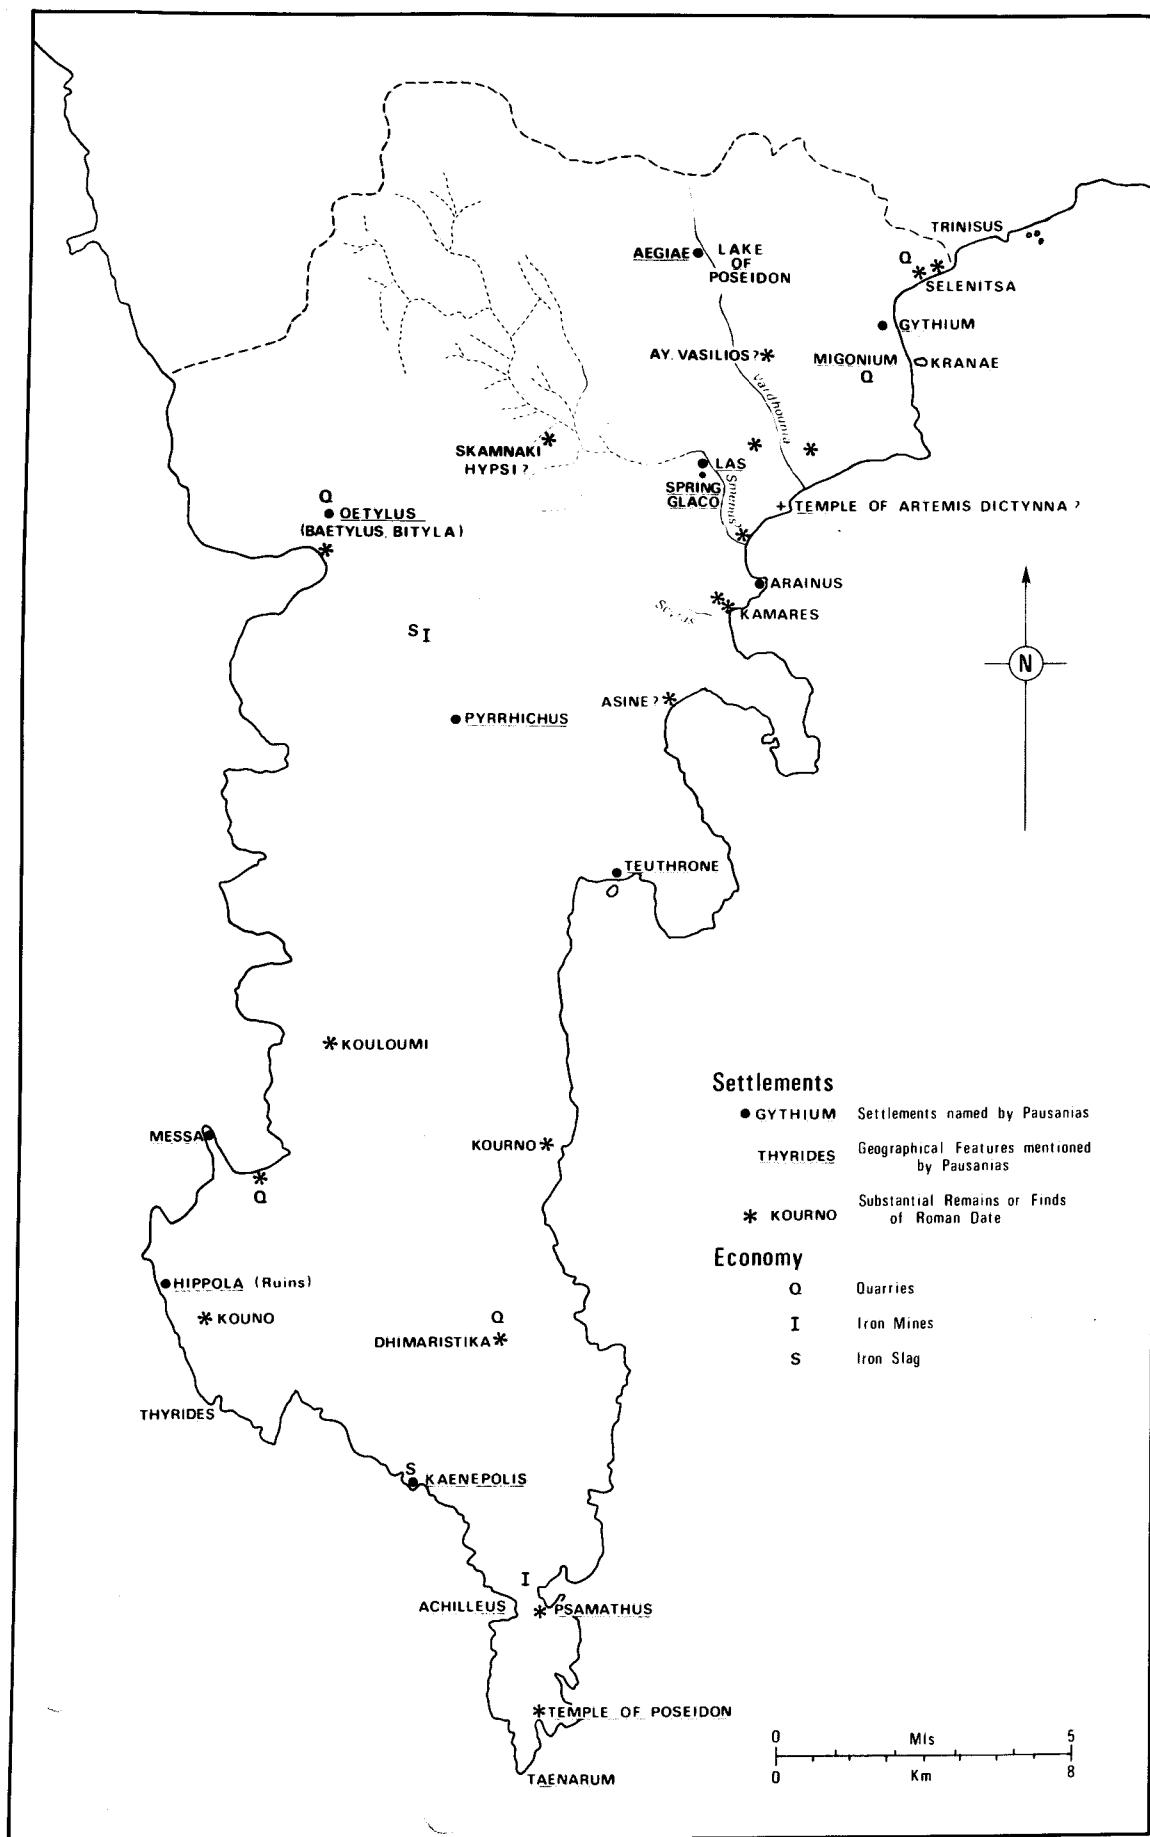 TRINISUS
AEGIAE
LAKE
OF
POSEIDON
Q
SELENITSA
GYTHIUM
AY. VASILIOS?
MIGONIUM
Q
KRANAE
Vardhounia
SKAMNAKI
HYPSI?
LAS
SPRING
GLACO
Smenus
TEMPLE OF ARTEMIS DICTYNNA?
Q
OETYLUS
(BAETYLUS, BITYLA)
ARAINUS
KAMARES
N
S I
ASINE?
PYRRHICHUS
TEUTHRONE
KOULOUMI
MESSA
KOURNO
Q
HIPPOLA (Ruins)
KOUNO
Q
DHIMARISTIKA
THYRIDES
S
KAENEPOLIS
I
ACHILLEUS
PSAMATHUS
TEMPLE OF POSEIDON
TAENARUM
Settlements
GYTHIUM Settlements named by Pausanias
THYRIDES Geographical Features mentioned
by Pausanias
KOURNO Substantial Remains or Finds
of Roman Date
Economy
Q Quarries
I Iron Mines
S Iron Slag
0 Mls 5
0 Km 8